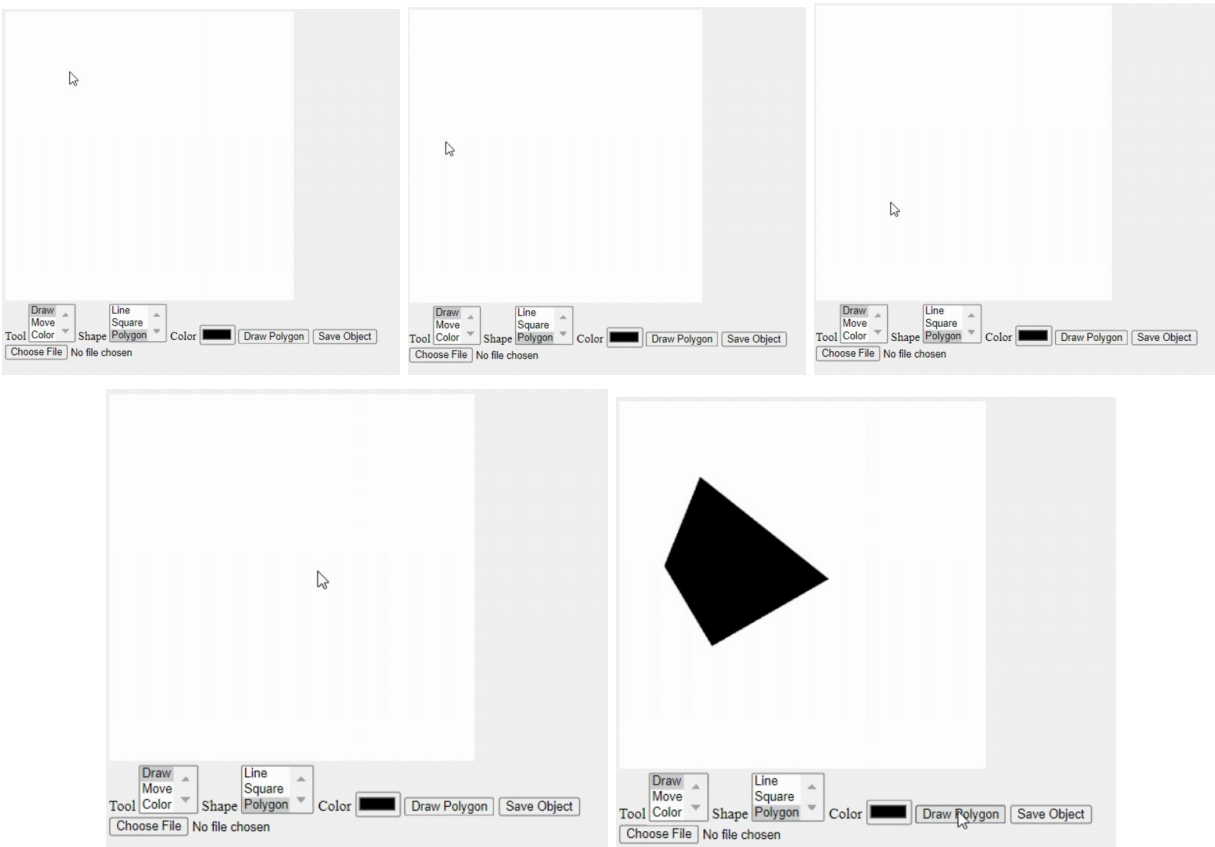 Draw
Move
Tool Color
Line
Square
Shape Polygon
Color Draw Polygon Save Object
Choose File No file chosen
Draw
Move
Tool Color
Line
Square
Shape Polygon
Color Draw Polygon Save Object
Choose File No file chosen
Draw
Move
Tool Color
Line
Square
Shape Polygon
Color Draw Polygon Save Object
Choose File No file chosen
Draw
Move
Tool Color
Line
Square
Shape Polygon
Color Draw Polygon Save Object
Choose File No file chosen
Draw
Move
Tool Color
Line
Square
Shape Polygon
Color Draw Polygon Save Object
Choose File No file chosen